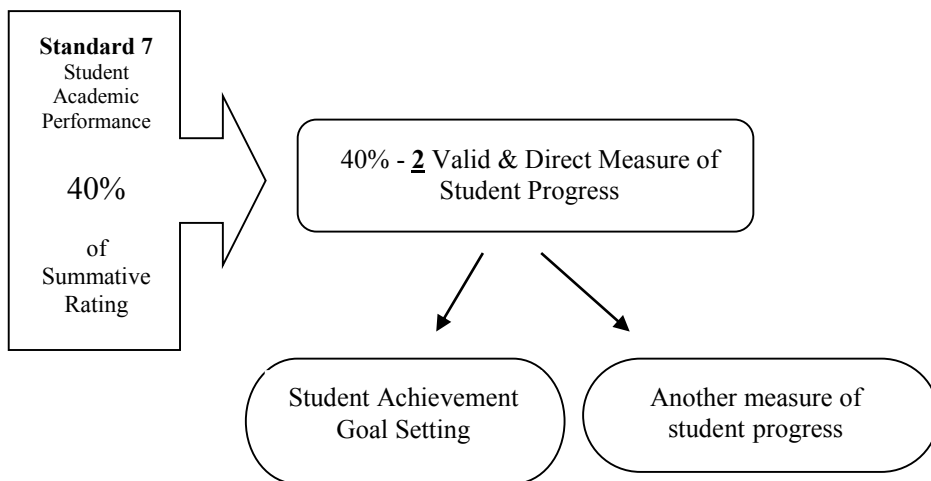 Standard 7
Student
Academic
Performance
40%
of
Summative
Rating
40% - 2 Valid & Direct Measure of
Student Progress
Student Achievement
Goal Setting
Another measure of
student progress